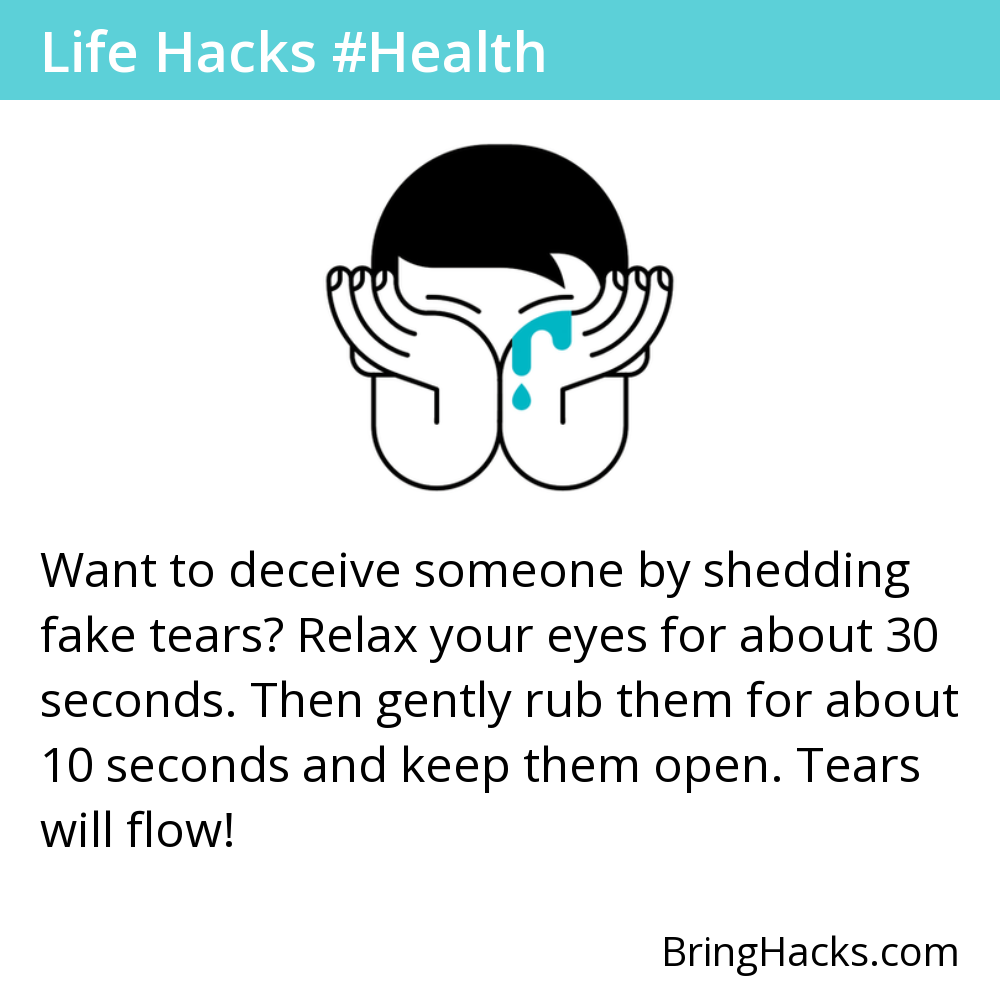 Life Hacks #Health
Want to deceive someone by shedding
fake tears? Relax your eyes for about 30
seconds. Then gently rub them for about
10 seconds and keep them open. Tears
will flow!
BringHacks.com